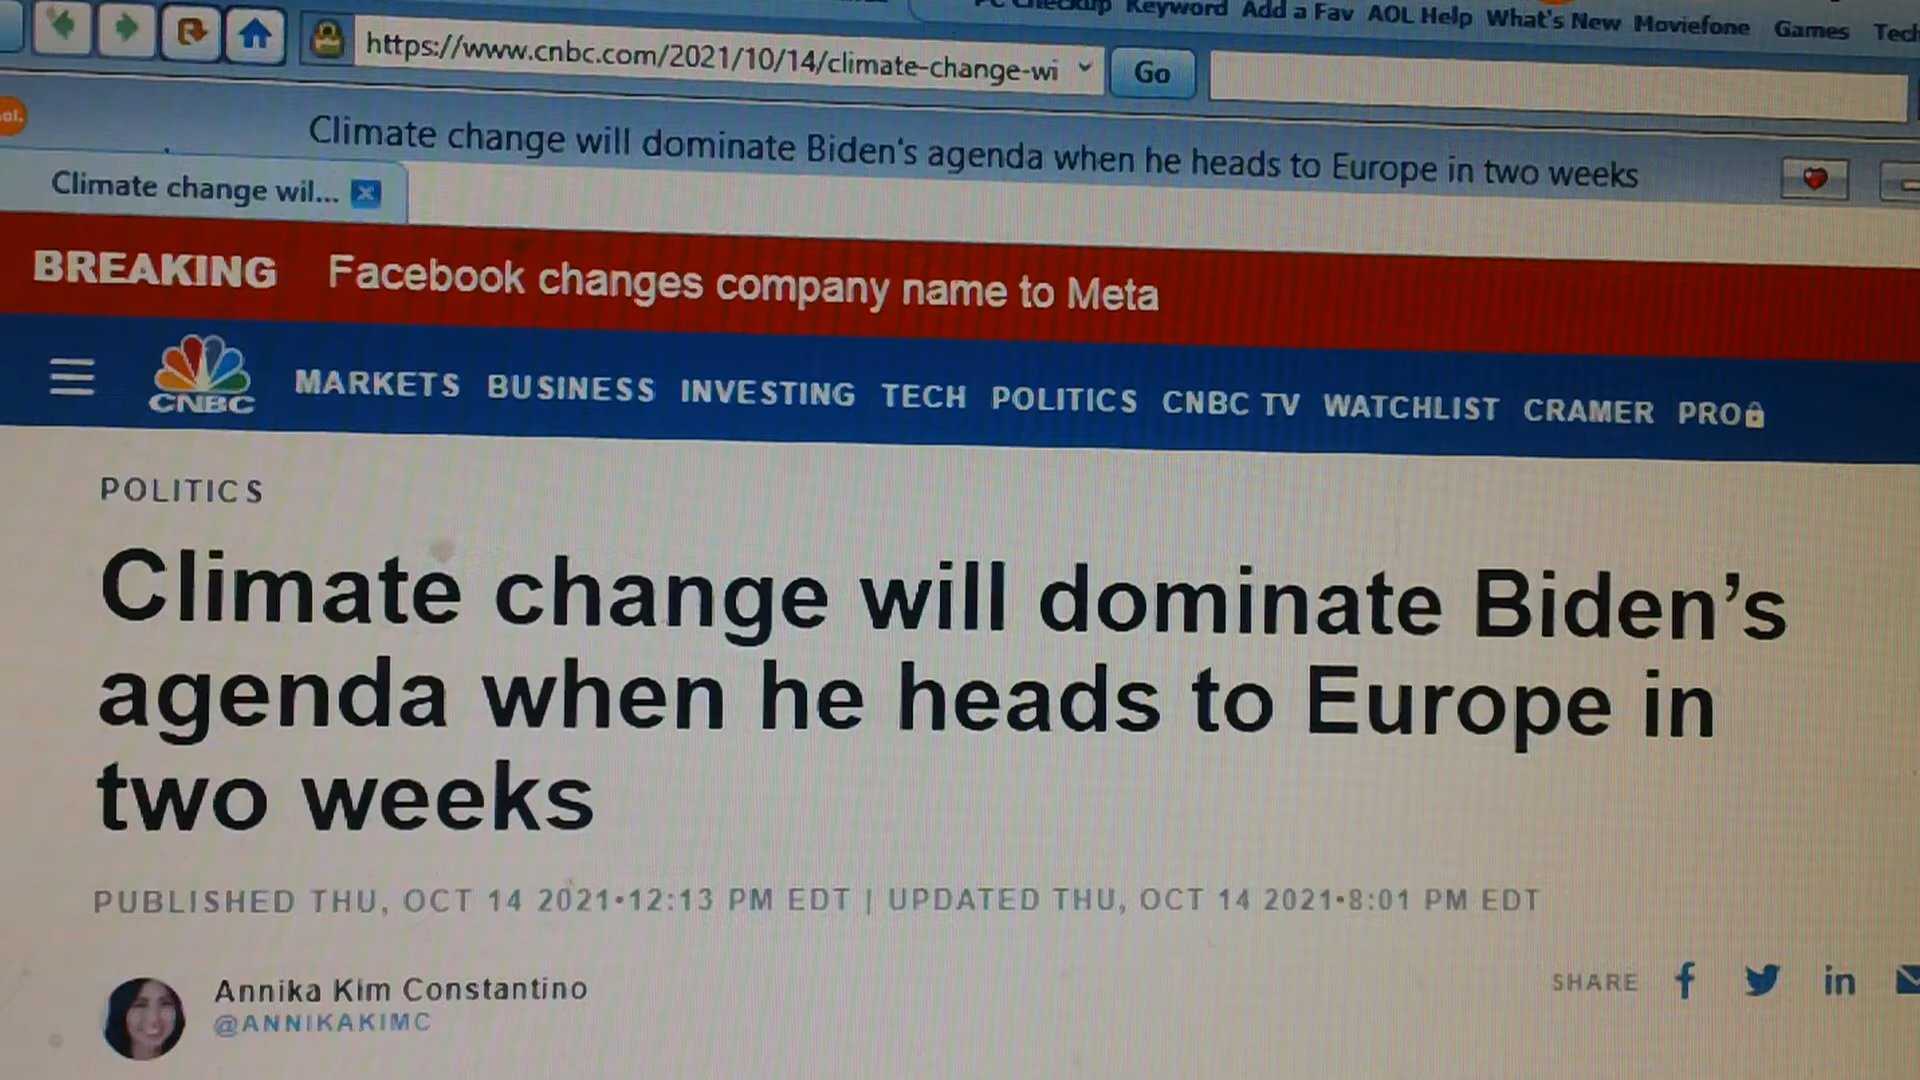 Keyword Add a Fav AOL Help What's New Moviefone Games Tech
https://www.cnbc.com/2021/10/14/climate-change-wi
Go
Climate change will dominate Biden's agenda when he heads to Europe in two weeks
Climate change wil...
BREAKING Facebook changes company name to Meta
CNBC MARKETS BUSINESS INVESTING TECH POLITICS CNBC TV WATCHLIST CRAMER PRO
POLITICS
Climate change will dominate Biden’s
agenda when he heads to Europe in
two weeks
PUBLISHED THU, OCT 14 2021•12:13 PM EDT | UPDATED THU, OCT 14 2021•8:01 PM EDT
Annika Kim Constantino
@ANNIKAKIMC
SHARE f in